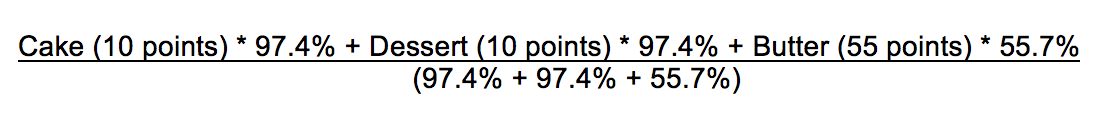 Cake (10 points) * 97.4% + Dessert (10 points) * 97.4% + Butter (55 points) * 55.7%
(97.4% + 97.4% + 55.7%)